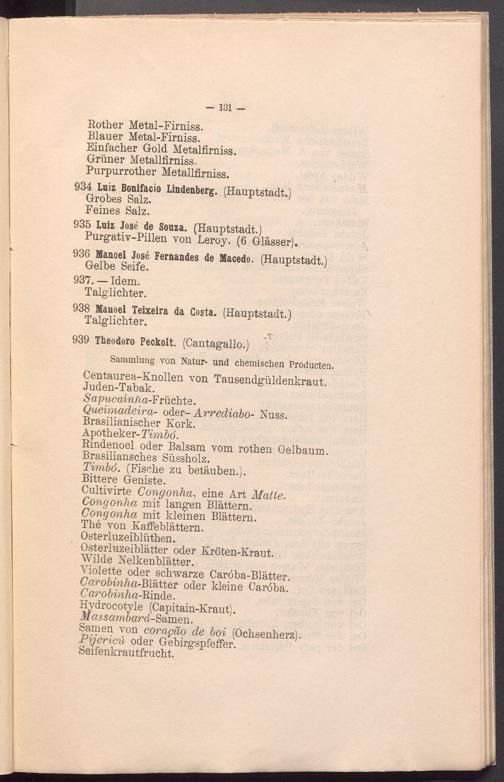 — 131 —
Rother Metal-Firniss.
Blauer Metal-Firniss.
Einfacher Gold Metalfirniss.
Grüner Metallfirniss.
Purpurrother Metallfirniss.
934 Luiz Bonifacio Lindenberg. (Hauptstadt.)
Grobes Salz.
Feines Salz.
935 Luiz José de Souza. (Hauptstadt.)
Purgativ-Pillen von Leroy. (6 Glässer).
936 Manoel José Fernandes de Macedo. (Hauptstadt.)
Gelbe Seife.
937. — Idem.
Talglichter.
938 Manoel Teixeira da Costa. (Hauptstadt.)
Talglichter.
939 Theodoro Peckolt. (Cantagallo.)
Sammlung von Natur- und chemischen Producten.
Centaurea-Knollen von Tausendgüldenkraut.
Juden-Tabak.
Sapucainha-Früchte.
Queimadeira- oder- Arrediabo- Nuss.
Brasilianischer Kork.
Apotheker-Timbó.
Rindenoel oder Balsam vom rothen Oelbaum.
Brasiliansches Süssholz.
Timbó. (Fische zu betäuben.).
Bittere Geniste.
Cultivirte Congonha, eine Art Matte.
Congonha mit langen Blättern.
Congonha mit kleinen Blättern.
Thé von Kaffeblättern.
Osterluzeiblüthen.
Osterluzeiblätter oder Kröten-Kraut.
Wilde Nelkenblätter.
Violette oder schwarze Caróba-Blätter.
Carobinha-Blätter oder kleine Caróba.
Carobinha-Rinde.
Hydrocotyle (Capitain-Kraut).
Massambará-Samen.
Samen von coração de boi (Ochsenherz).
Pijericú oder Gebirgspfeffer.
Seifenkrautfrucht.